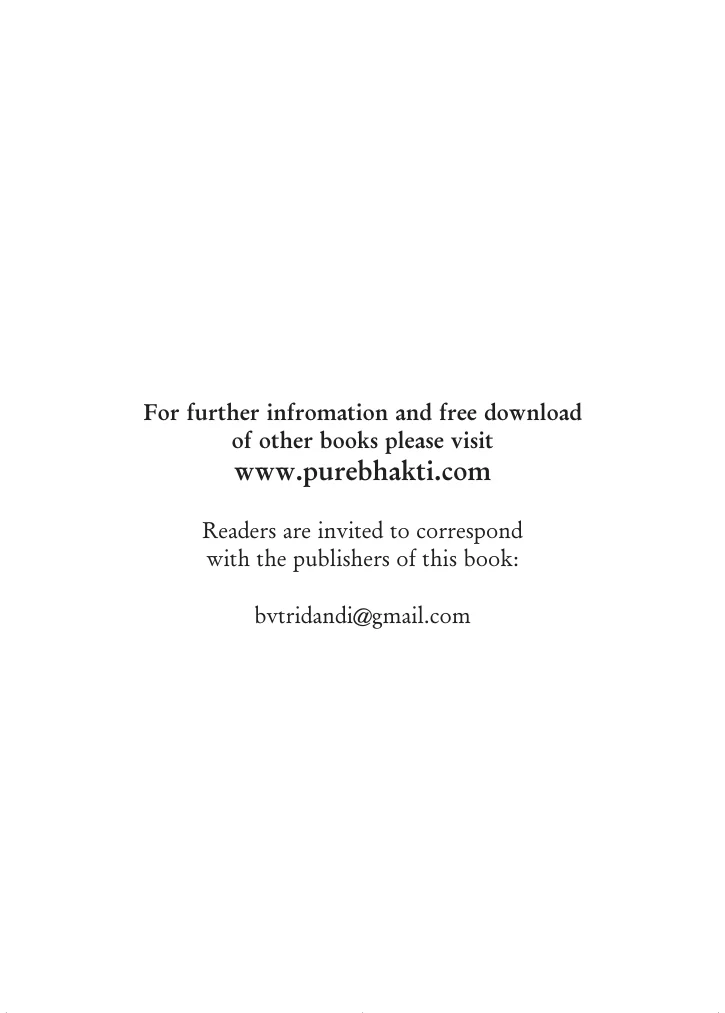 For further infromation and free download
of other books please visit
www.purebhakti.com
Readers are invited to correspond
with the publishers of this book:
bvtridandi@gmail.com